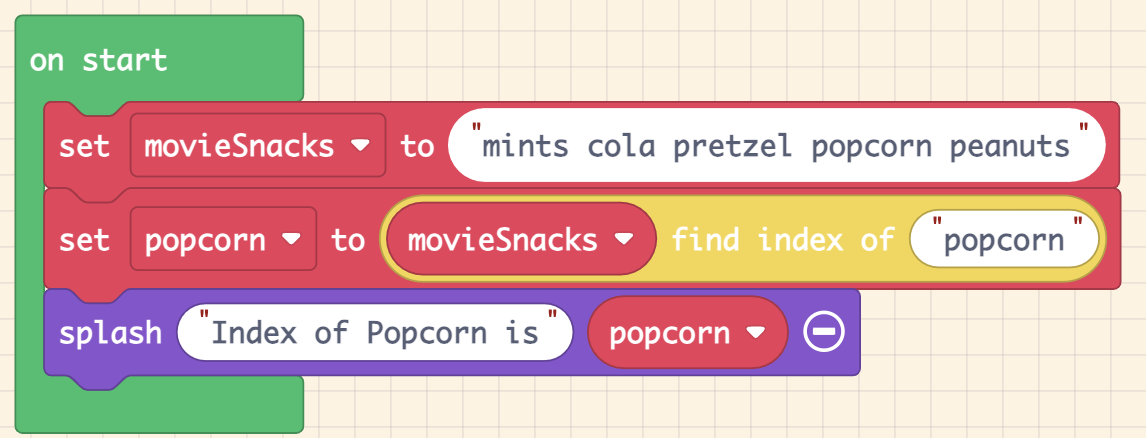 on start
set movieSnacks to "mints cola pretzel popcorn peanuts"
set popcorn to movieSnacks find index of "popcorn"
splash "Index of Popcorn is" popcorn